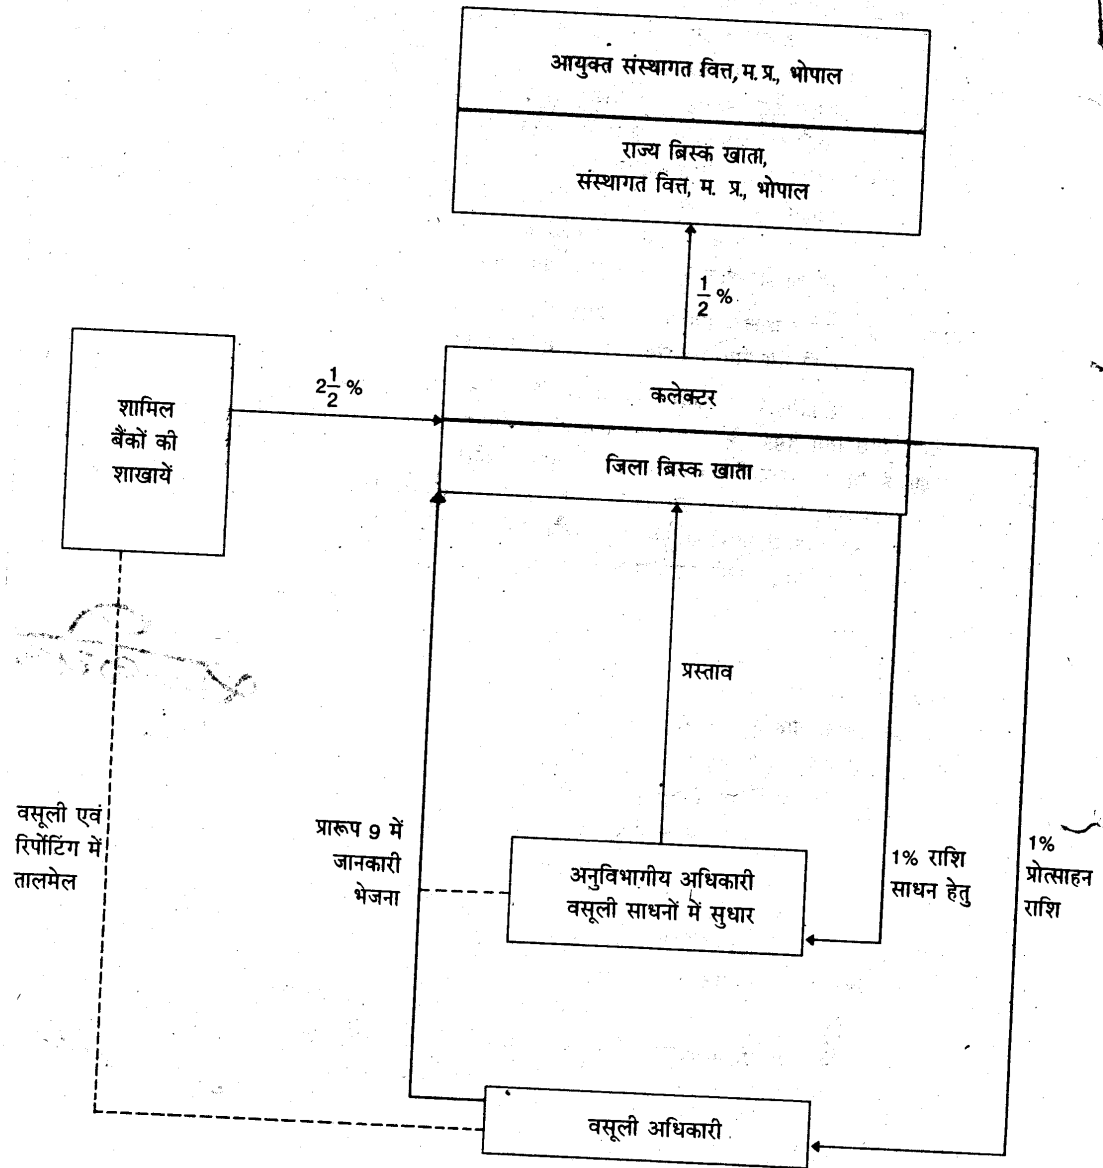 आयुक्त संस्थागत वित्त, म. प्र., भोपाल
राज्य ब्रिस्क खाता,
संस्थागत वित्त, म. प्र., भोपाल
1/2 %
शामिल
बैंकों की
शाखायें
2 1/2 %
कलेक्टर
जिला ब्रिस्क खाता
प्रस्ताव
वसूली एवं
रिर्पोटिंग में
तालमेल
प्रारूप 9 में
जानकारी
भेजना
अनुविभागीय अधिकारी
वसूली साधनों में सुधार
1% राशि
साधन हेतु
1%
प्रोत्साहन
राशि
वसूली अधिकारी